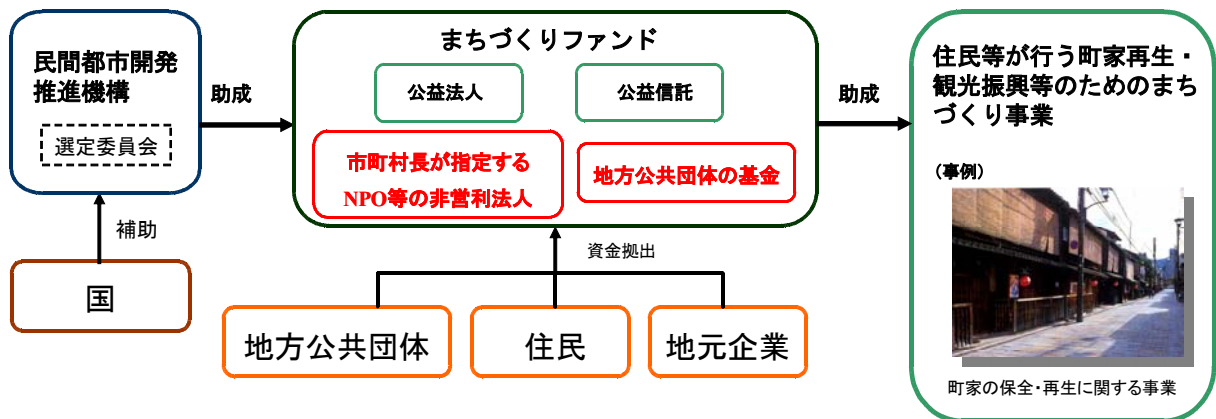 民間都市開発
推進機構
選定委員会
補助
国
助成
まちづくりファンド
公益法人
公益信託
市町村長が指定する
NPO等の非営利法人
地方公共団体の基金
資金拠出
地方公共団体
住民
地元企業
助成
住民等が行う町家再生・
観光振興等のためのまち
づくり事業
(事例)
町家の保全・再生に関する事業